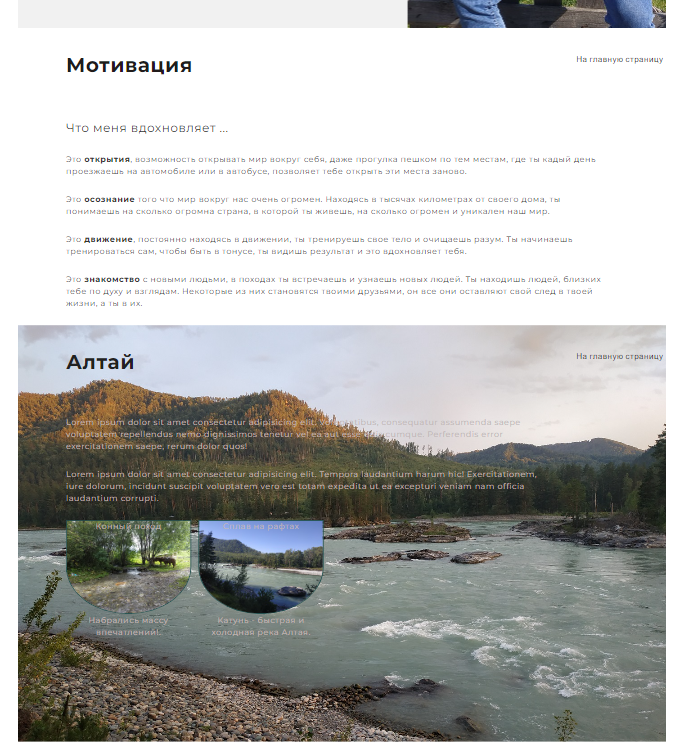 Мотивация
На главную страницу
Что меня вдохновляет ...
Это открытия, возможность открывать мир вокруг себя, даже прогулка пешком по тем местам, где ты кадый день
проезжаешь на автомобиле или в автобусе, позволяет тебе открыть эти места заново.
Это осознание того что мир вокруг нас очень огромен. Находясь в тысячах километрах от своего дома, ты
понимаешь на сколько огромна страна, в которой ты живешь, на сколько огромен и уникален наш мир.
Это движение, постоянно находясь в движении, ты тренируешь свое тело и очищаешь разум. Ты начинаешь
тренироваться сам, чтобы быть в тонусе, ты видишь результат и это вдохновляет тебя.
Это знакомство с новыми людьми, в походах ты встречаешь и узнаешь новых людей. Ты находишь людей, близких
тебе по духу и взглядам. Некоторые из них становятся твоими друзьями, он все они оставляют свой след в твоей
жизни, а ты в их.
Алтай
На главную страницу
Lorem ipsum dolor sit amet consectetur adipisicing elit. consequatur assumenda saepe
voluptatem repellendus nemo dignissimos tenetur vel ea aut esse cumque. Perferendis error
exercitationem saepe, rerum dolor quos!
Lorem ipsum dolor sit amet consectetur adipisicing elit. Tempora laudantium harum hic! Exercitationem,
iure dolorum, incidunt suscipit voluptatem vero est totam expedita ut ea excepturi veniam nam officia
laudantium corrupti.
Конный поход
Сплав на рафтах
Набрались массу
впечатлений!
Катунь - быстрая и
холодная река Алтая.